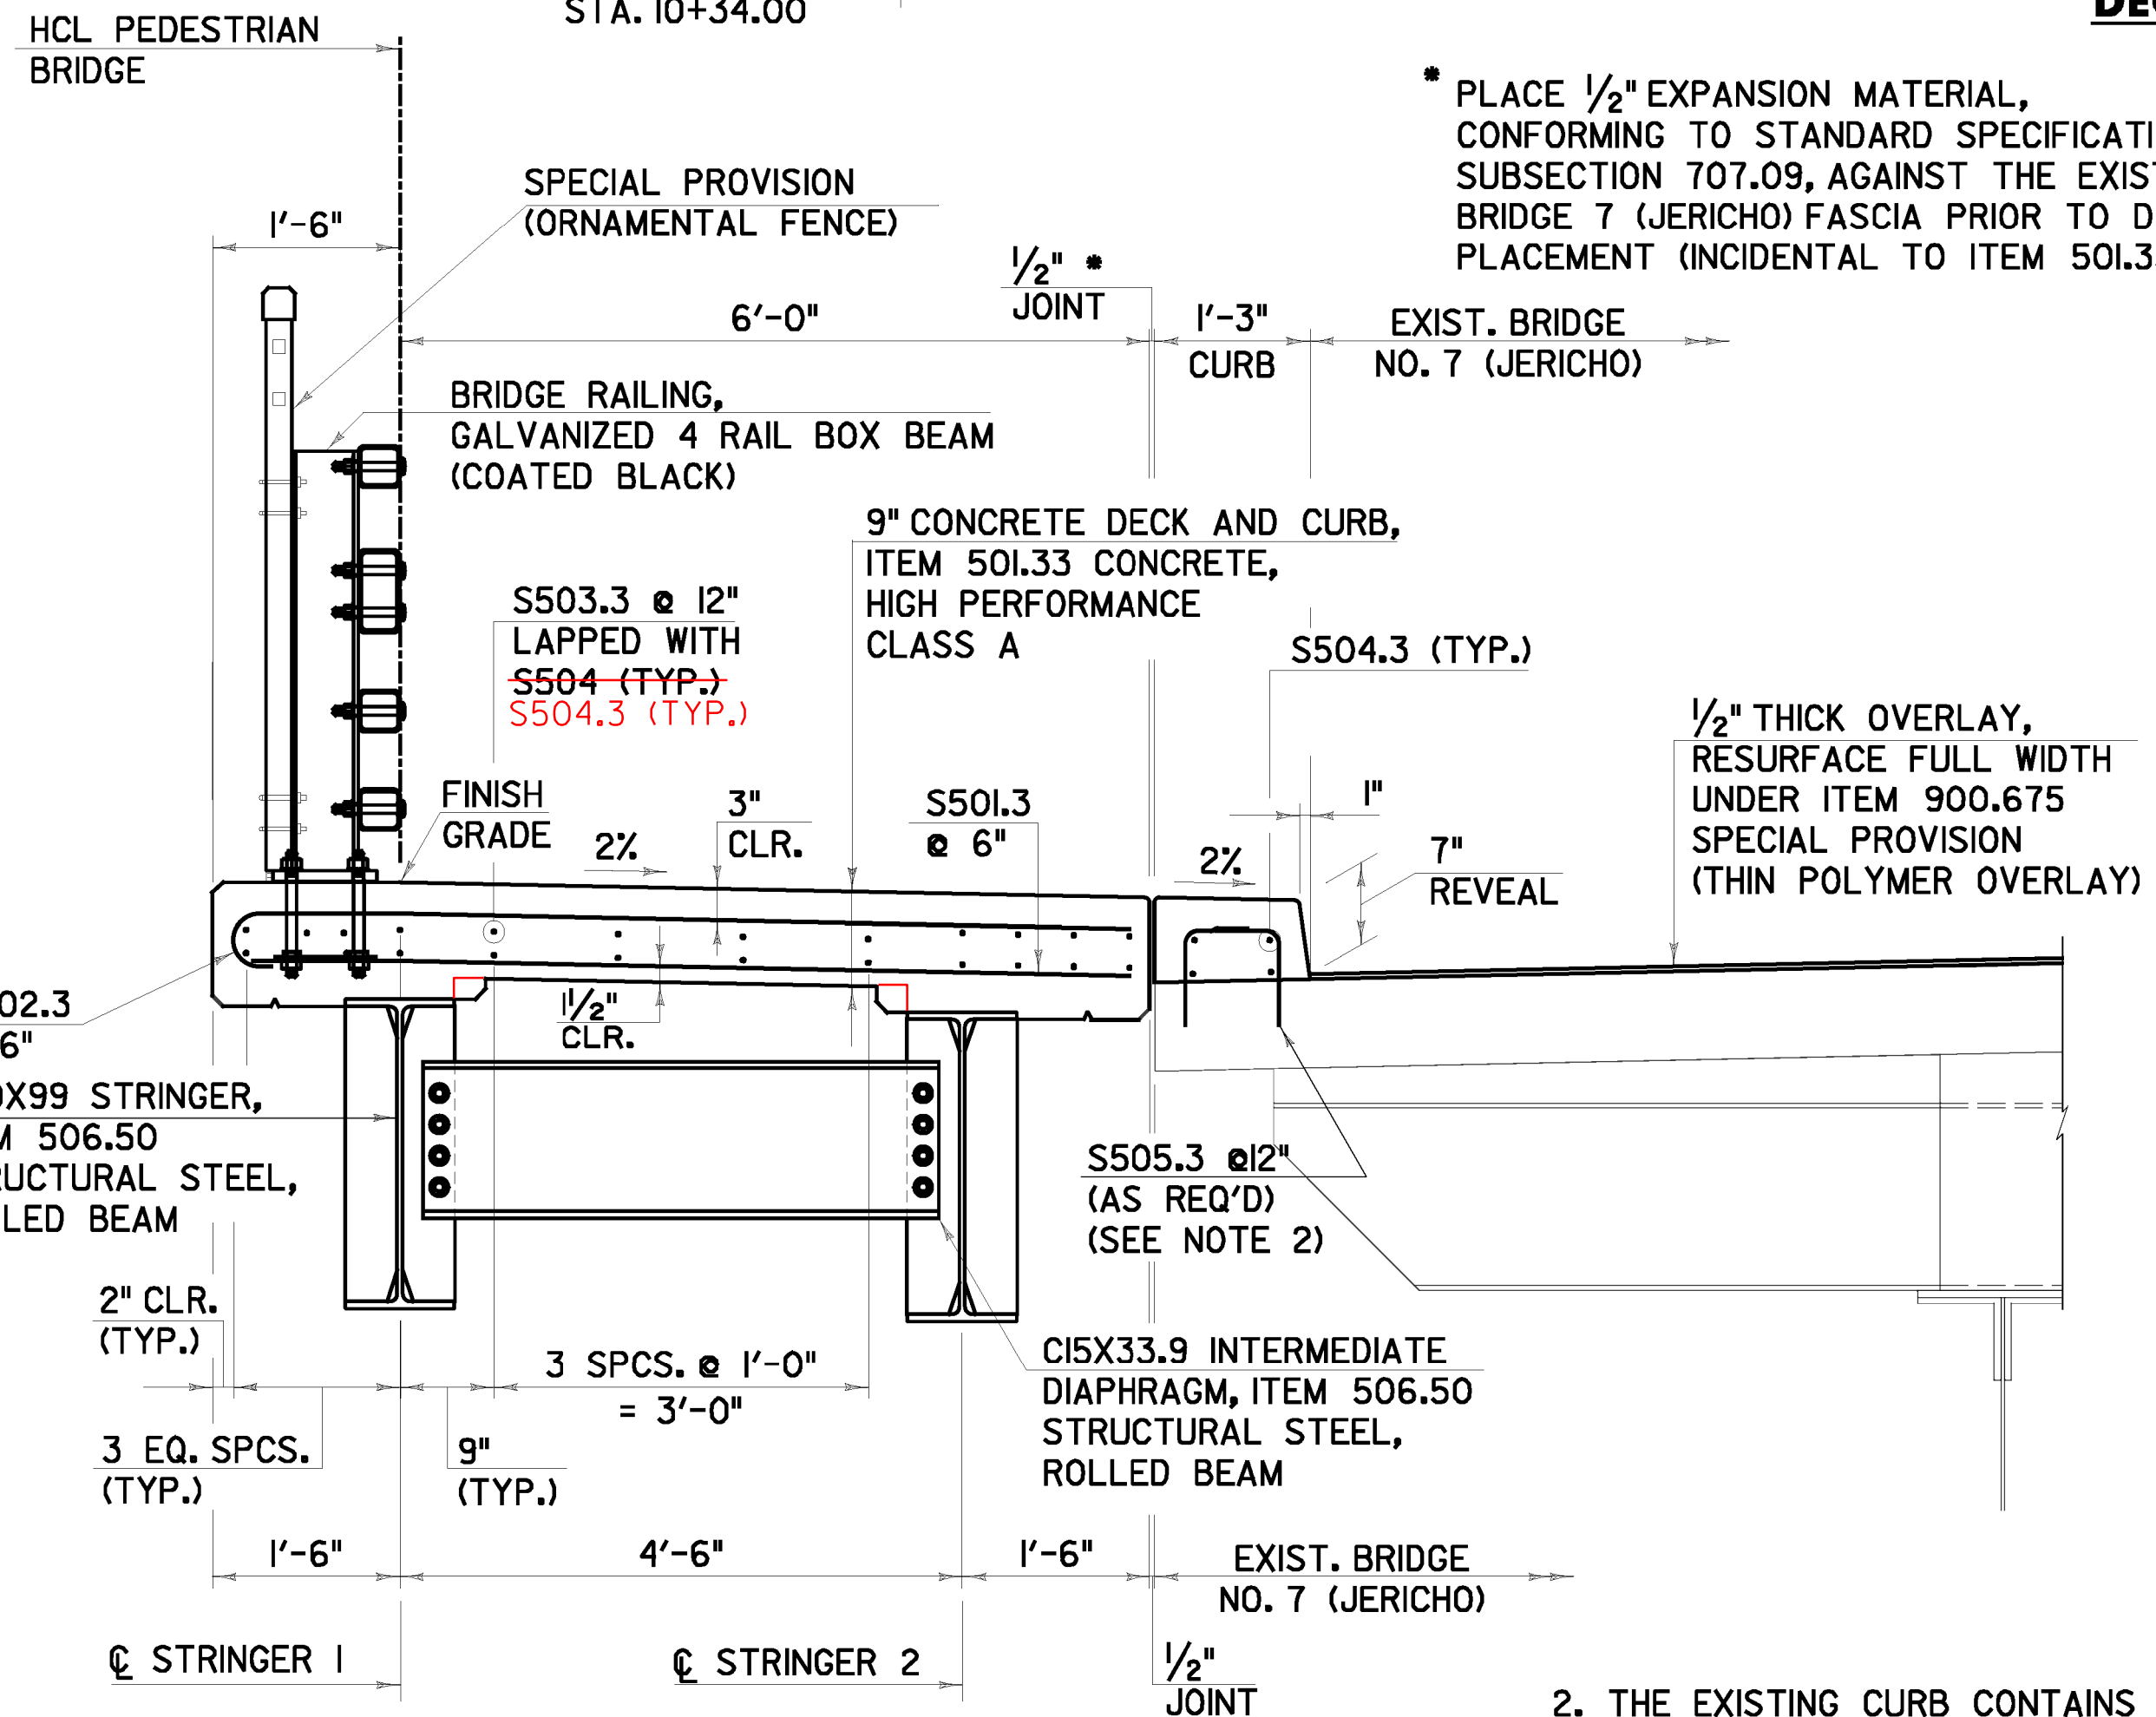 STA. 10+34.00
HCL PEDESTRIAN
BRIDGE
* PLACE 1/2" EXPANSION MATERIAL,
CONFORMING TO STANDARD
SUBSECTION 707.09, AGAINST THE
BRIDGE 7 (JERICHO) FASCIA PRIOR TO
PLACEMENT (INCIDENTAL TO ITEM
SPECIAL PROVISION
(ORNAMENTAL FENCE)
1'-6"
1/2" *
JOINT
6'-0"
1'-3"
CURB
EXIST. BRIDGE
NO. 7 (JERICHO)
BRIDGE RAILING,
GALVANIZED 4 RAIL BOX BEAM
(COATED BLACK)
9" CONCRETE DECK AND CURB,
ITEM 501.33 CONCRETE,
HIGH PERFORMANCE
CLASS A
S503.3 @ 12"
LAPPED WITH
S504 (TYP.)
S504.3 (TYP.)
S504.3 (TYP.)
1/2" THICK OVERLAY,
RESURFACE FULL WIDTH
UNDER ITEM 900.675
SPECIAL PROVISION
(THIN POLYMER OVERLAY)
FINISH
GRADE
2%
3"
CLR.
S501.3
@ 6"
2%
1"
7"
REVEAL
02.3
6"
1 1/2"
CLR.
X99 STRINGER,
506.50
STEEL,
BEAM
S505.3 @12"
(AS REQ'D)
(SEE NOTE 2)
2" CLR.
(TYP.)
3 SPCS. @ 1'-0"
= 3'-0"
C15X33.9 INTERMEDIATE
DIAPHRAGM, ITEM 506.50
STRUCTURAL STEEL,
ROLLED BEAM
3 EQ. SPCS.
(TYP.)
9"
(TYP.)
1'-6"
4'-6"
1'-6"
EXIST. BRIDGE
NO. 7 (JERICHO)
℄ STRINGER 1
℄ STRINGER 2
1/2"
JOINT
2. THE EXISTING CURB CONTAINS